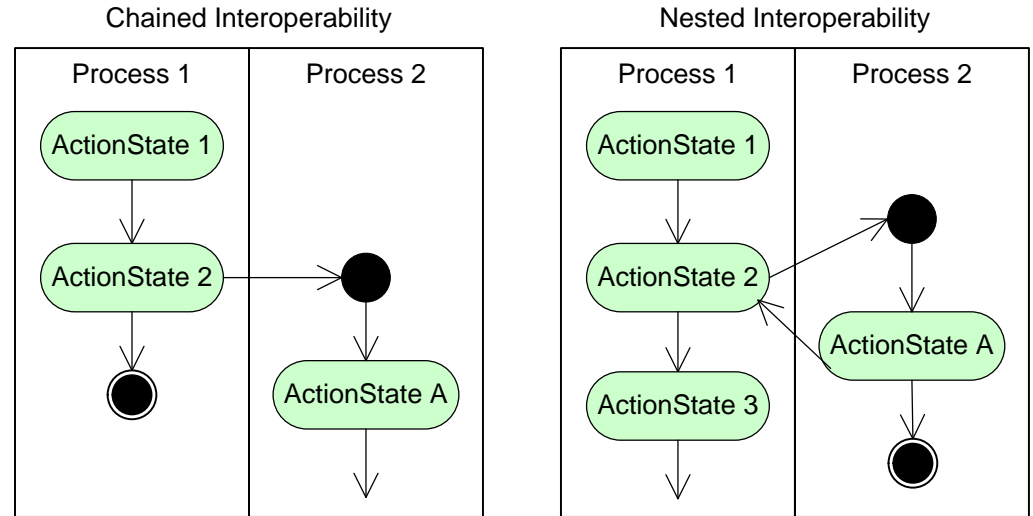 Chained Interoperability
Process 1
Process 2
ActionState 1
ActionState 2
ActionState A
Nested Interoperability
Process 1
Process 2
ActionState 1
ActionState 2
ActionState A
ActionState 3